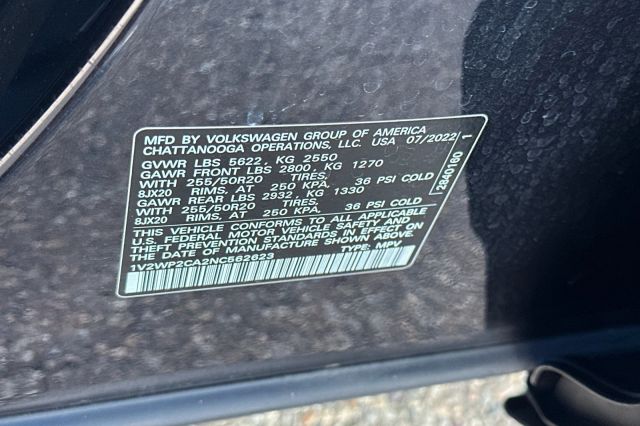 MFD BY VOLKSWAGEN GROUP OF AMERICA
CHATTANOOGA OPERATIONS, LLC. USA 07/2022
GVWR LBS 5622, KG 2550
GAWR FRONT LBS 2800, KG 1270
WITH 255/50R20 TIRES,
8JX20 RIMS, AT 250 KPA, 36 PSI COLD
GAWR REAR LBS 2932, KG 1330
WITH 255/50R20 TIRES,
8JX20 RIMS, AT 250 KPA, 36 PSI COLD
THIS VEHICLE CONFORMS TO ALL APPLICABLE
U.S. FEDERAL MOTOR VEHICLE SAFETY AND
THEFT PREVENTION STANDARDS IN EFFECT ON
THE DATE OF MANUFACTURE SHOWN ABOVE.
1V2WP2CA2NC562623 TYPE: MPV
2840160 1